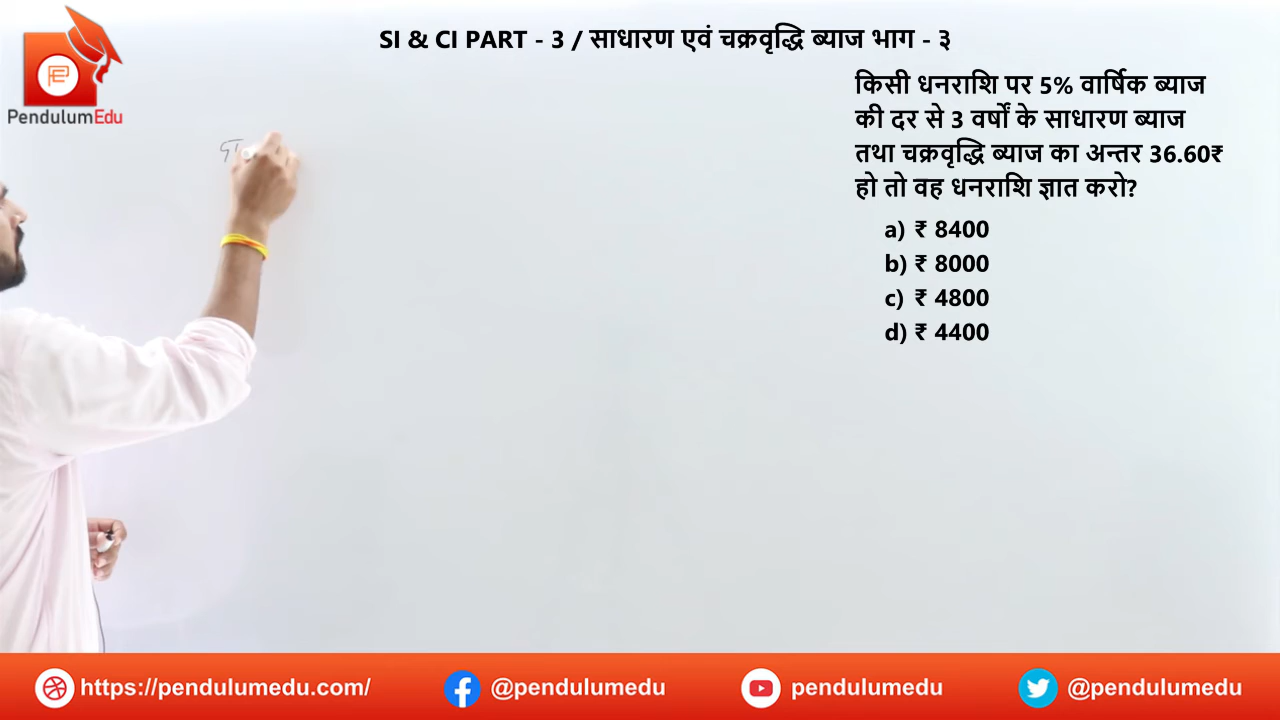 SI & CI PART - 3 / साधारण एवं चक्रवृद्धि ब्याज भाग - ३
PendulumEdu
किसी धनराशि पर 5% वार्षिक ब्याज
की दर से 3 वर्षों के साधारण ब्याज
तथा चक्रवृद्धि ब्याज का अन्तर 36.60₹
हो तो वह धनराशि ज्ञात करो?
a) ₹ 8400
b) ₹ 8000
c) ₹ 4800
d) ₹ 4400
https://pendulumedu.com/ @pendulumedu pendulumedu @pendulumedu